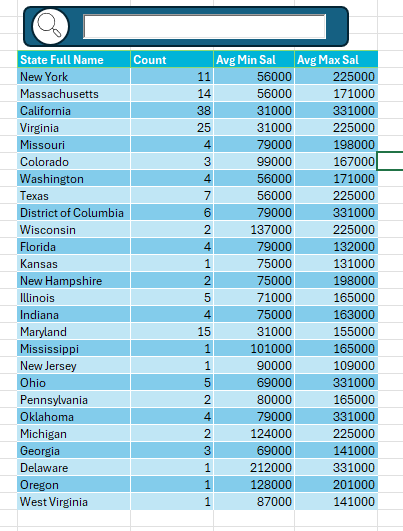 State Full Name Count Avg Min Sal Avg Max Sal
New York 11 56000 225000
Massachusetts 14 56000 171000
California 38 31000 331000
Virginia 25 31000 225000
Missouri 4 79000 198000
Colorado 3 99000 167000
Washington 4 56000 171000
Texas 7 56000 225000
District of Columbia 6 79000 331000
Wisconsin 2 137000 225000
Florida 4 79000 132000
Kansas 1 75000 131000
New Hampshire 2 75000 198000
Illinois 5 71000 165000
Indiana 4 75000 163000
Maryland 15 31000 155000
Mississippi 1 101000 165000
New Jersey 1 90000 109000
Ohio 5 69000 331000
Pennsylvania 2 80000 165000
Oklahoma 4 79000 331000
Michigan 2 124000 225000
Georgia 3 69000 141000
Delaware 1 212000 331000
Oregon 1 128000 201000
West Virginia 1 87000 141000